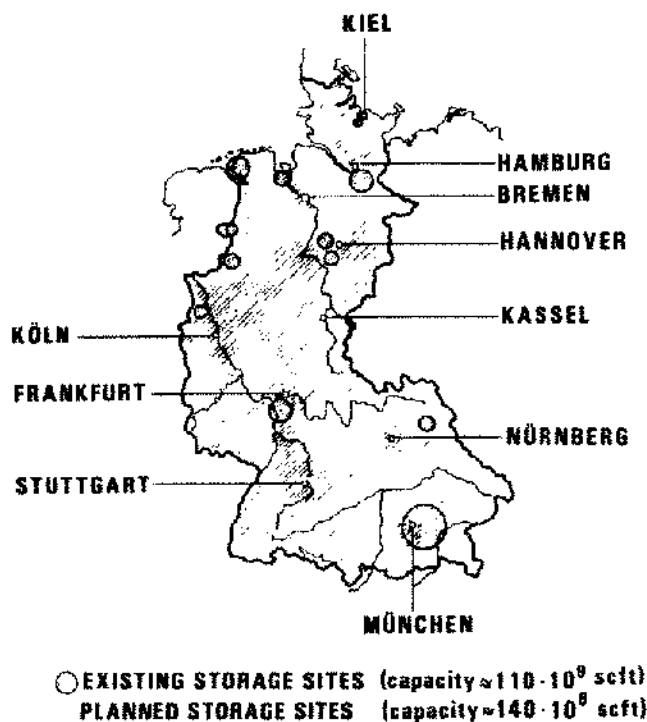 KIEL
HAMBURG
BREMEN
HANNOVER
KASSEL
KÖLN
FRANKFURT
NÜRNBERG
STUTTGART
MÜNCHEN
EXISTING STORAGE SITES (capacity≈110·10⁹ scft)
PLANNED STORAGE SITES (capacity≈140·10⁹ scft)